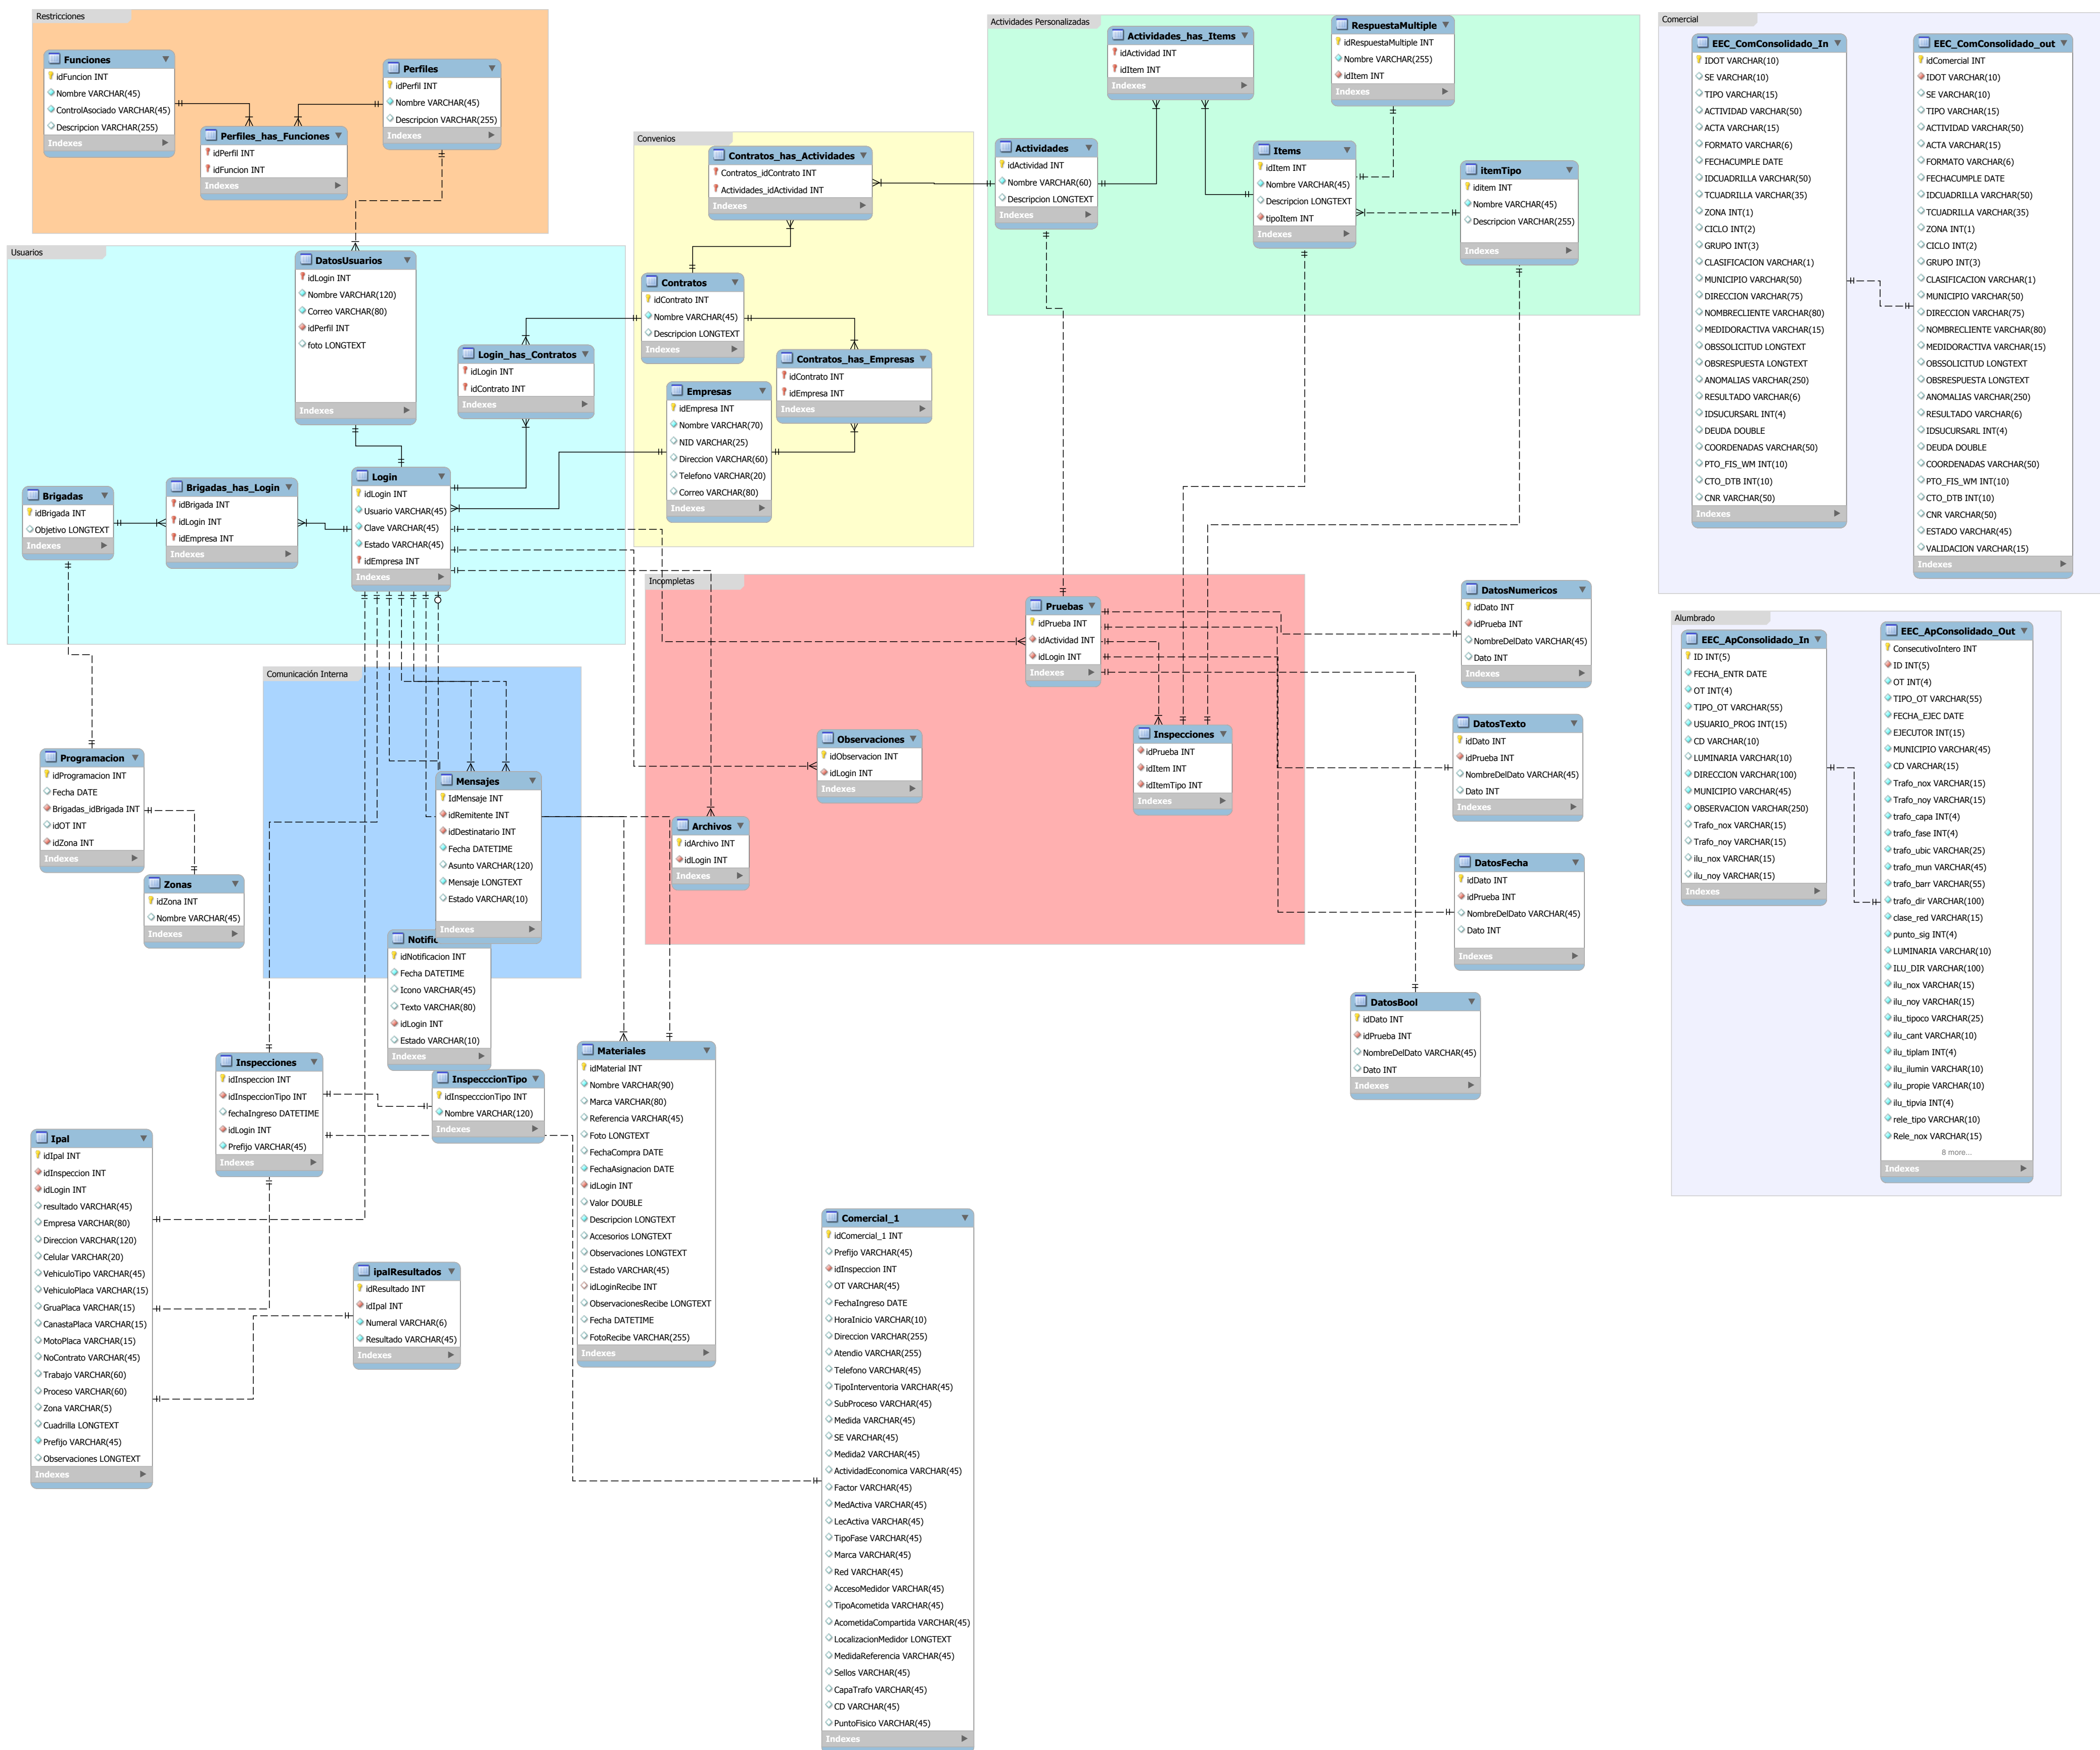 Restricciones
Funciones
idFuncion INT
Nombre VARCHAR(45)
ControlAsociado VARCHAR(45)
Descripcion VARCHAR(255)
Indexes
Perfiles
idPerfil INT
Nombre VARCHAR(45)
Descripcion VARCHAR(255)
Indexes
Perfiles_has_Funciones
idPerfil INT
idFuncion INT
Indexes
Usuarios
DatosUsuarios
idLogin INT
Nombre VARCHAR(120)
Correo VARCHAR(80)
idPerfil INT
foto LONGTEXT
Indexes
Login_has_Contratos
idLogin INT
idContrato INT
Indexes
Brigadas
idBrigada INT
Objetivo LONGTEXT
Indexes
Brigadas_has_Login
idBrigada INT
idLogin INT
idEmpresa INT
Indexes
Login
idLogin INT
Usuario VARCHAR(45)
Clave VARCHAR(45)
Estado VARCHAR(45)
idEmpresa INT
Indexes
Convenios
Contratos_has_Actividades
Contratos_idContrato INT
Actividades_idActividad INT
Indexes
Contratos
idContrato INT
Nombre VARCHAR(45)
Descripcion LONGTEXT
Indexes
Contratos_has_Empresas
idContrato INT
idEmpresa INT
Indexes
Empresas
idEmpresa INT
Nombre VARCHAR(70)
NID VARCHAR(25)
Direccion VARCHAR(60)
Telefono VARCHAR(20)
Correo VARCHAR(80)
Indexes
Actividades Personalizadas
Actividades_has_Items
idActividad INT
idItem INT
Indexes
RespuestaMultiple
idRespuestaMultiple INT
Nombre VARCHAR(255)
idItem INT
Indexes
Actividades
idActividad INT
Nombre VARCHAR(60)
Descripcion LONGTEXT
Indexes
Items
idItem INT
Nombre VARCHAR(45)
Descripcion LONGTEXT
tipoItem INT
Indexes
itemTipo
iditem INT
Nombre VARCHAR(45)
Descripcion VARCHAR(255)
Indexes
Comercial
EEC_ComConsolidado_In
IDOT VARCHAR(10)
SE VARCHAR(10)
TIPO VARCHAR(15)
ACTIVIDAD VARCHAR(50)
ACTA VARCHAR(15)
FORMATO VARCHAR(6)
FECHACUMPLE DATE
IDCUADRILLA VARCHAR(50)
TCUADRILLA VARCHAR(35)
ZONA INT(1)
CICLO INT(2)
GRUPO INT(3)
CLASIFICACION VARCHAR(1)
MUNICIPIO VARCHAR(50)
DIRECCION VARCHAR(75)
NOMBRECLIENTE VARCHAR(80)
MEDIDORACTIVA VARCHAR(15)
OBSSOLICITUD LONGTEXT
OBSRESPUESTA LONGTEXT
ANOMALIAS VARCHAR(250)
RESULTADO VARCHAR(6)
IDSUCURSARL INT(4)
DEUDA DOUBLE
COORDENADAS VARCHAR(50)
PTO_FIS_WM INT(10)
CTO_DTB INT(10)
CNR VARCHAR(50)
Indexes
EEC_ComConsolidado_out
idComercial INT
IDOT VARCHAR(10)
SE VARCHAR(10)
TIPO VARCHAR(15)
ACTIVIDAD VARCHAR(50)
ACTA VARCHAR(15)
FORMATO VARCHAR(6)
FECHACUMPLE DATE
IDCUADRILLA VARCHAR(50)
TCUADRILLA VARCHAR(35)
ZONA INT(1)
CICLO INT(2)
GRUPO INT(3)
CLASIFICACION VARCHAR(1)
MUNICIPIO VARCHAR(50)
DIRECCION VARCHAR(75)
NOMBRECLIENTE VARCHAR(80)
MEDIDORACTIVA VARCHAR(15)
OBSSOLICITUD LONGTEXT
OBSRESPUESTA LONGTEXT
ANOMALIAS VARCHAR(250)
RESULTADO VARCHAR(6)
IDSUCURSARL INT(4)
DEUDA DOUBLE
COORDENADAS VARCHAR(50)
PTO_FIS_WM INT(10)
CTO_DTB INT(10)
CNR VARCHAR(50)
ESTADO VARCHAR(45)
VALIDACION VARCHAR(15)
Indexes
Incompletas
Pruebas
idPrueba INT
idActividad INT
idLogin INT
Indexes
Observaciones
idObservacion INT
idLogin INT
Indexes
Inspecciones
idPrueba INT
idItem INT
idItemTipo INT
Indexes
Archivos
idArchivo INT
idLogin INT
Indexes
DatosNumericos
idDato INT
idPrueba INT
NombreDelDato VARCHAR(45)
Dato INT
Indexes
DatosTexto
idDato INT
idPrueba INT
NombreDelDato VARCHAR(45)
Dato INT
Indexes
DatosFecha
idDato INT
idPrueba INT
NombreDelDato VARCHAR(45)
Dato INT
Indexes
DatosBool
idDato INT
idPrueba INT
NombreDelDato VARCHAR(45)
Dato INT
Indexes
Alumbrado
EEC_ApConsolidado_In
ID INT(5)
FECHA_ENTR DATE
OT INT(4)
TIPO_OT VARCHAR(55)
USUARIO_PROG INT(15)
CD VARCHAR(10)
LUMINARIA VARCHAR(10)
DIRECCION VARCHAR(100)
MUNICIPIO VARCHAR(45)
OBSERVACION VARCHAR(250)
Trafo_nox VARCHAR(15)
Trafo_noy VARCHAR(15)
ilu_nox VARCHAR(15)
ilu_noy VARCHAR(15)
Indexes
EEC_ApConsolidado_Out
ConsecutivoIntero INT
ID INT(5)
OT INT(4)
TIPO_OT VARCHAR(55)
FECHA_EJEC DATE
EJECUTOR INT(15)
MUNICIPIO VARCHAR(45)
CD VARCHAR(15)
Trafo_nox VARCHAR(15)
Trafo_noy VARCHAR(15)
trafo_capa INT(4)
trafo_fase INT(4)
trafo_ubic VARCHAR(25)
trafo_mun VARCHAR(45)
trafo_barr VARCHAR(55)
trafo_dir VARCHAR(100)
clase_red VARCHAR(15)
punto_sig INT(4)
LUMINARIA VARCHAR(10)
ILU_DIR VARCHAR(100)
ilu_nox VARCHAR(15)
ilu_noy VARCHAR(15)
ilu_tipoco VARCHAR(25)
ilu_cant VARCHAR(10)
ilu_tiplam INT(4)
ilu_ilumin VARCHAR(10)
ilu_propie VARCHAR(10)
ilu_tipvia INT(4)
rele_tipo VARCHAR(10)
Rele_nox VARCHAR(15)
8 more...
Indexes
Comunicación Interna
Mensajes
IdMensaje INT
idRemitente INT
idDestinatario INT
Fecha DATETIME
Asunto VARCHAR(120)
Mensaje LONGTEXT
Estado VARCHAR(10)
Indexes
Notific
idNotificacion INT
Fecha DATETIME
Icono VARCHAR(45)
Texto VARCHAR(80)
idLogin INT
Estado VARCHAR(10)
Indexes
Programacion
idProgramacion INT
Fecha DATE
Brigadas_idBrigada INT
idOT INT
idZona INT
Indexes
Zonas
idZona INT
Nombre VARCHAR(45)
Indexes
Inspecciones
idInspeccion INT
idInspeccionTipo INT
fechaIngreso DATETIME
idLogin INT
Prefijo VARCHAR(45)
Indexes
InspecccionTipo
idInspecccionTipo INT
Nombre VARCHAR(120)
Indexes
Ipal
idIpal INT
idInspeccion INT
idLogin INT
resultado VARCHAR(45)
Empresa VARCHAR(80)
Direccion VARCHAR(120)
Celular VARCHAR(20)
VehiculoTipo VARCHAR(45)
VehiculoPlaca VARCHAR(15)
GruaPlaca VARCHAR(15)
CanastaPlaca VARCHAR(15)
MotoPlaca VARCHAR(15)
NoContrato VARCHAR(45)
Trabajo VARCHAR(60)
Proceso VARCHAR(60)
Zona VARCHAR(5)
Cuadrilla LONGTEXT
Prefijo VARCHAR(45)
Observaciones LONGTEXT
Indexes
ipalResultados
idResultado INT
idIpal INT
Numeral VARCHAR(6)
Resultado VARCHAR(45)
Indexes
Materiales
idMaterial INT
Nombre VARCHAR(90)
Marca VARCHAR(80)
Referencia VARCHAR(45)
Foto LONGTEXT
FechaCompra DATE
FechaAsignacion DATE
idLogin INT
Valor DOUBLE
Descripcion LONGTEXT
Accesorios LONGTEXT
Observaciones LONGTEXT
Estado VARCHAR(45)
idLoginRecibe INT
ObservacionesRecibe LONGTEXT
Fecha DATETIME
FotoRecibe VARCHAR(255)
Indexes
Comercial_1
idComercial_1 INT
Prefijo VARCHAR(45)
idInspeccion INT
OT VARCHAR(45)
FechaIngreso DATE
HoraInicio VARCHAR(10)
Direccion VARCHAR(255)
Atendio VARCHAR(255)
Telefono VARCHAR(45)
TipoInterventoria VARCHAR(45)
SubProceso VARCHAR(45)
Medida VARCHAR(45)
SE VARCHAR(45)
Medida2 VARCHAR(45)
ActividadEconomica VARCHAR(45)
Factor VARCHAR(45)
MedActiva VARCHAR(45)
LecActiva VARCHAR(45)
TipoFase VARCHAR(45)
Marca VARCHAR(45)
Red VARCHAR(45)
AccesoMedidor VARCHAR(45)
TipoAcometida VARCHAR(45)
AcometidaCompartida VARCHAR(45)
LocalizacionMedidor LONGTEXT
MedidaReferencia VARCHAR(45)
Sellos VARCHAR(45)
CapaTrafo VARCHAR(45)
CD VARCHAR(45)
PuntoFisico VARCHAR(45)
Indexes